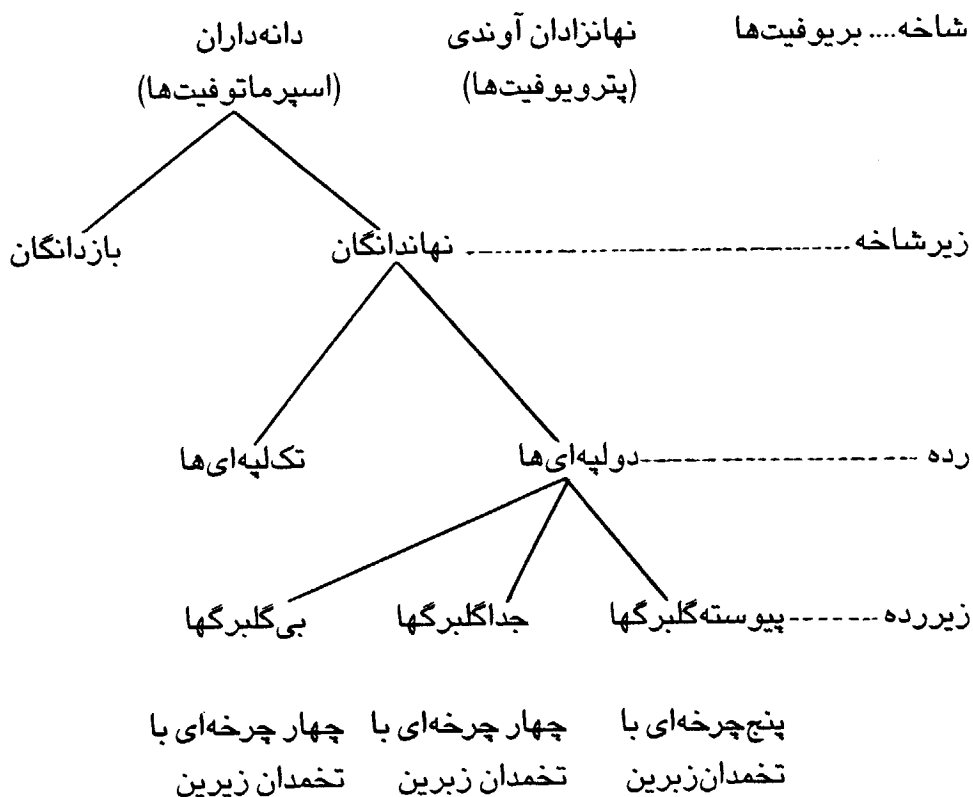 شاخه.... بریوفیت‌ها نهانزادان آوندی دانه‌داران
(پتروبوفیت‌ها) (اسپرماتوفیت‌ها)
زیرشاخه نهاندانگان بازدانگان
رده دولپه‌ای‌ها تک‌لپه‌ای‌ها
زیررده پیوسته‌گلبرگها جداگلبرگها بی‌گلبرگها
پنج‌چرخه‌ای با چهار چرخه‌ای با چهار چرخه‌ای با
تخمدان‌زبرین تخمدان زبرین تخمدان زیرین